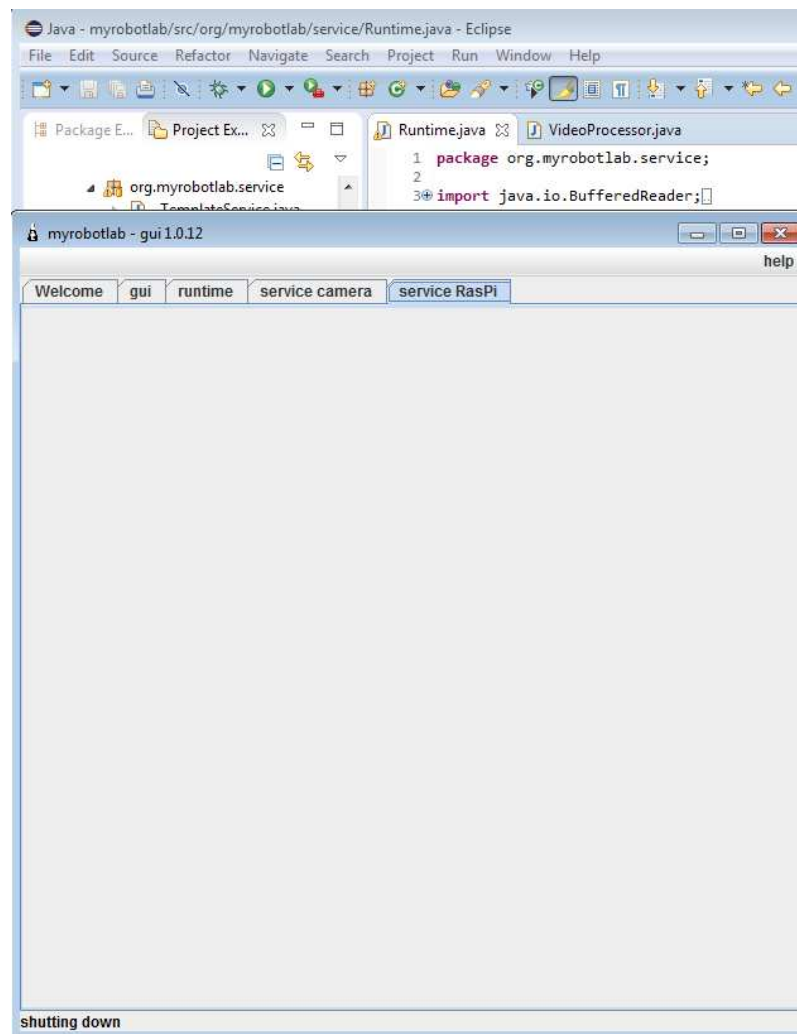 Java - myrobotlab/src/org/myrobotlab/service/Runtime.java - Eclipse
File Edit Source Refactor Navigate Search Project Run Window Help
Package E... Project Ex... Runtime.java VideoProcessor.java
1 package org.myrobotlab.service;
2
org.myrobotlab.service
3 import java.io.BufferedReader;
_TemplateService.java
myrobotlab - gui 1.0.12
help
Welcome gui runtime service camera service RasPi
shutting down